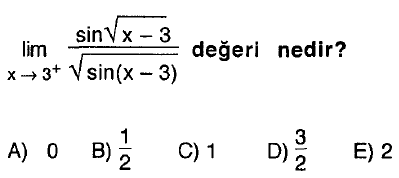 lim x → 3⁺ sin√x − 3 / √sin(x − 3) değeri nedir?
A) 0 B) 1/2 C) 1 D) 3/2 E) 2